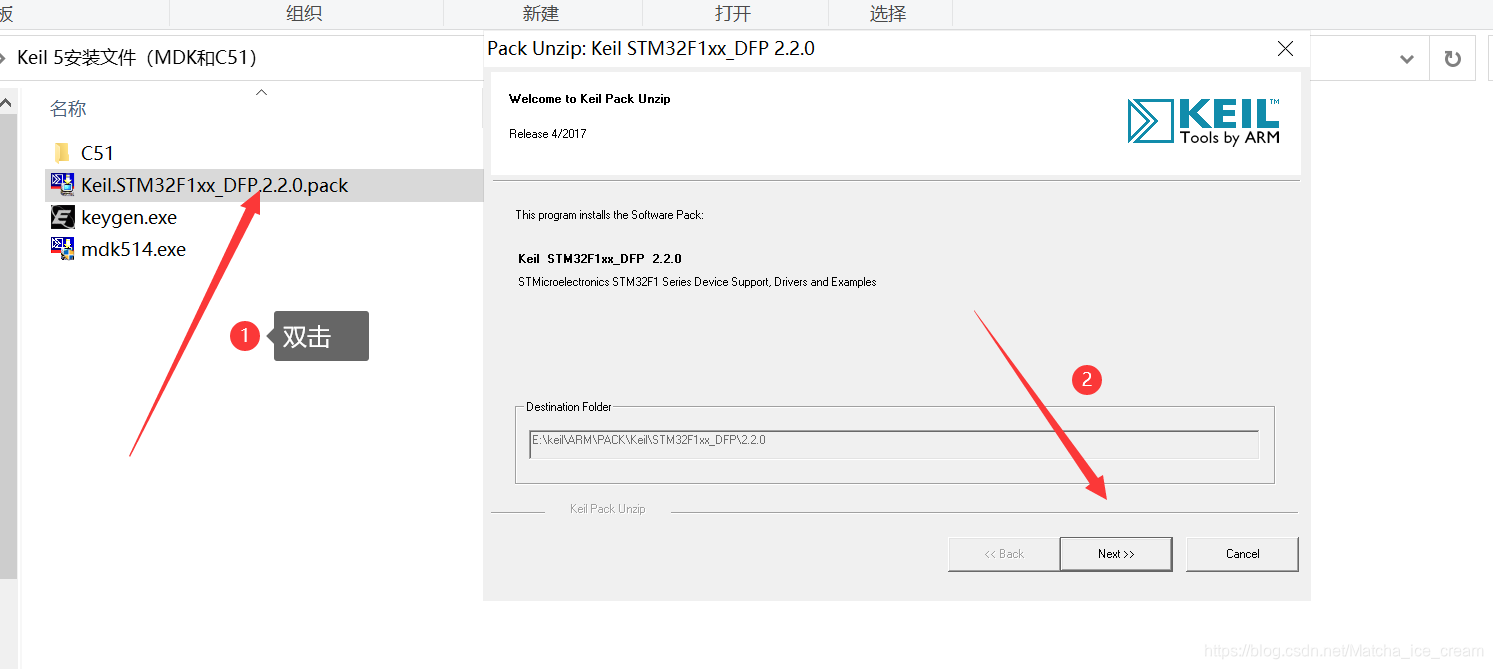 板
组织
新建
打开
选择
Keil 5安装文件（MDK和C51）
名称
C51
Keil.STM32F1xx_DFP.2.2.0.pack
keygen.exe
mdk514.exe
1
双击
Pack Unzip: Keil STM32F1xx_DFP 2.2.0
Welcome to Keil Pack Unzip
Release 4/2017
KEIL™
Tools by ARM
This program installs the Software Pack:
Keil STM32F1xx_DFP 2.2.0
STMicroelectronics STM32F1 Series Device Support, Drivers and Examples
2
Destination Folder
E:\keil\ARM\PACK\Keil\STM32F1xx_DFP\2.2.0
Keil Pack Unzip
<< Back
Next >>
Cancel
https://blog.csdn.net/Matcha_ice_cream